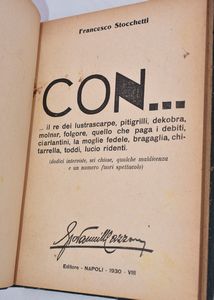 Francesco Stocchetti
CON...
... il re dei lustrascarpe, pitigrilli, dekobra,
molnar, folgore, quello che paga i debiti,
ciarlantini, la moglie fedele, bragaglia, chi-
tarrella, toddi, lucio ridenti.
(dodici interviste, sei chiose, qualche maldicenza
e un numero fuori spettacolo)
Editore - NAPOLI - 1930 - VIII